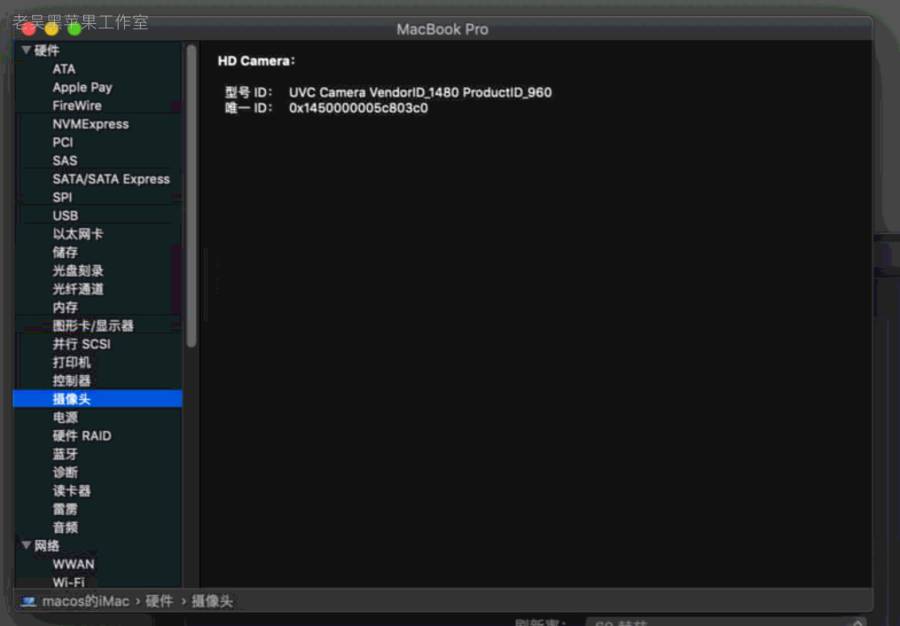 老吴黑苹果工作室
MacBook Pro
硬件
ATA
Apple Pay
FireWire
NVMExpress
PCI
SAS
SATA/SATA Express
SPI
USB
以太网卡
储存
光盘刻录
光纤通道
内存
图形卡/显示器
并行 SCSI
打印机
控制器
摄像头
电源
硬件 RAID
蓝牙
诊断
读卡器
雷雳
音频
网络
WWAN
Wi-Fi
HD Camera:
型号 ID: UVC Camera VendorID_1480 ProductID_960
唯一 ID: 0x1450000005c803c0
macos的iMac › 硬件 › 摄像头